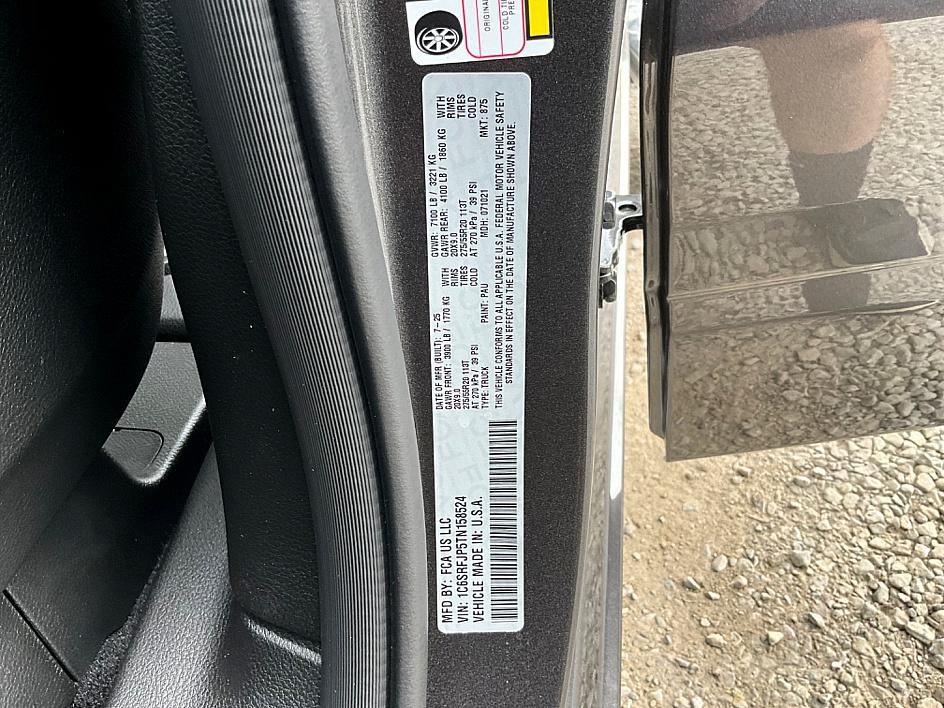 MFD BY: FCA US LLC
VIN: 1C6SRFJP5TN158524
VEHICLE MADE IN: U.S.A.
DATE OF MFR (BUILT): 7-25 GVWR: 7100 LB / 3221 KG
GAWR FRONT: 3900 LB / 1770 KG WITH GAWR REAR: 4100 LB / 1860 KG WITH
20X9.0 RIMS 20X9.0 RIMS
275/55R20 113T TIRES 275/55R20 113T TIRES
AT 270 kPa / 39 PSI COLD AT 270 kPa / 39 PSI COLD
TYPE: TRUCK PAINT: PAU MDH: 071021 MKT: 875
THIS VEHICLE CONFORMS TO ALL APPLICABLE U.S.A. FEDERAL MOTOR VEHICLE SAFETY
STANDARDS IN EFFECT ON THE DATE OF MANUFACTURE SHOWN ABOVE.
ORIGINAL
COLD